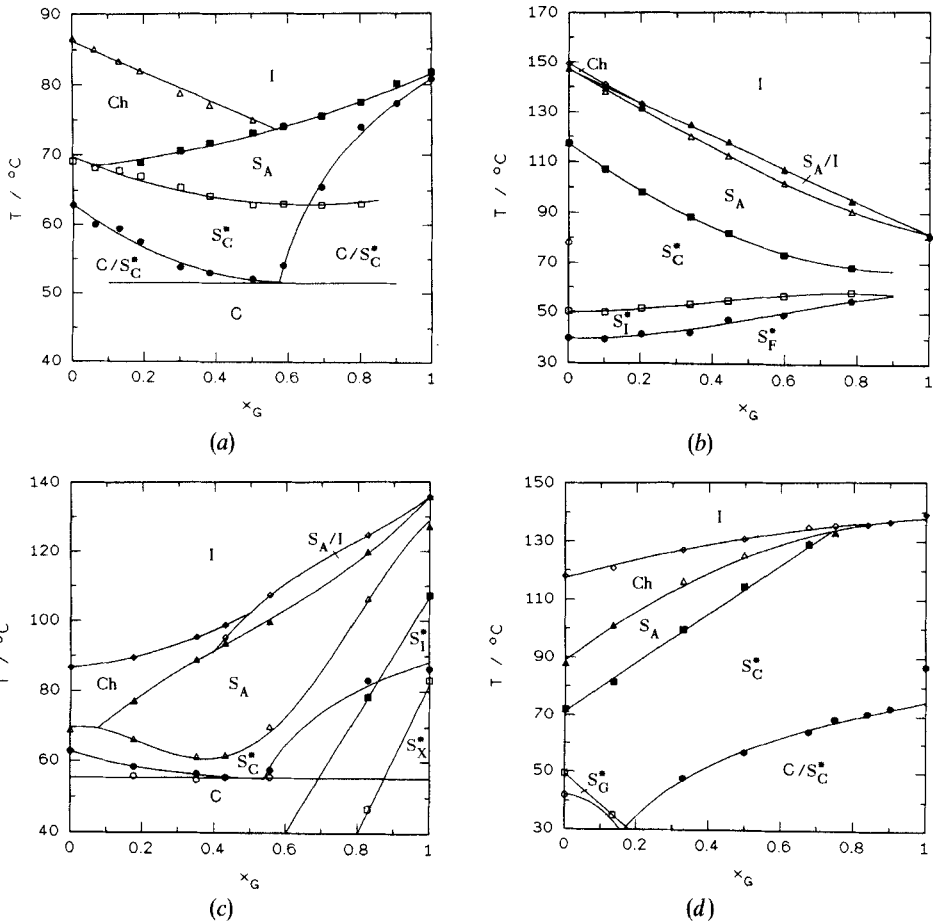 90
80
70
60
50
40
T / °C
I
Ch
S_A
S_C^*
C/S_C^*
C/S_C^*
C
0 0.2 0.4 0.6 0.8 1
x_G
(a)
170
150
130
110
90
70
50
30
T / °C
Ch
I
S_A/I
S_A
S_C^*
S_I^*
S_F^*
0 0.2 0.4 0.6 0.8 1
x_G
(b)
140
120
100
80
60
40
T / °C
I
S_A/I
Ch
S_A
S_I^*
S_C^*
S_X^*
C
0 0.2 0.4 0.6 0.8 1
x_G
(c)
150
130
110
90
70
50
30
T / °C
I
Ch
S_A
S_C^*
S_G^*
C/S_C^*
0 0.2 0.4 0.6 0.8 1
x_G
(d)